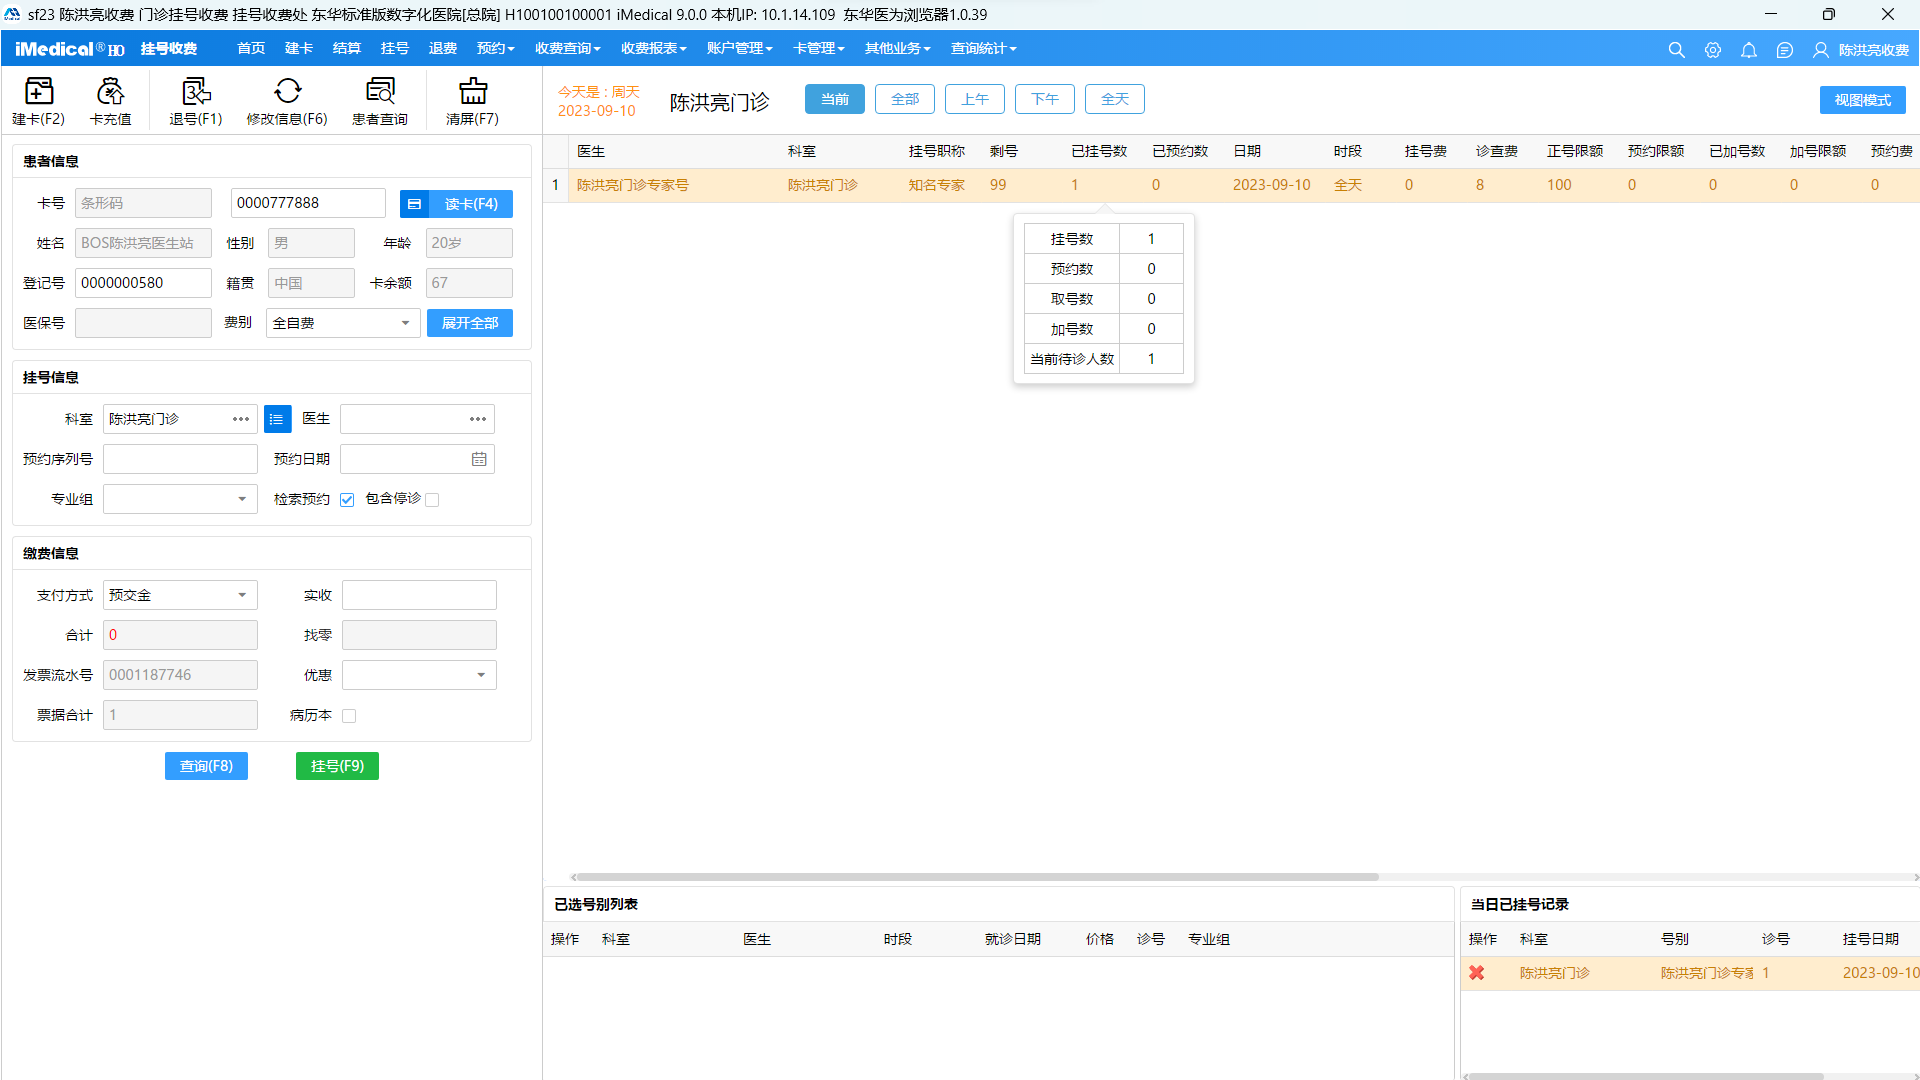 sf23 陈洪亮收费 门诊挂号收费 挂号收费处 东华标准版数字化医院[总院] H100100100001 iMedical 9.0.0 本机IP: 10.1.14.109 东华医为浏览器1.0.39
iMedical® HO 挂号收费 首页 建卡 结算 挂号 退费 预约 收费查询 收费报表 账户管理 卡管理 其他业务 查询统计 陈洪亮收费
建卡(F2) 卡充值 退号(F1) 修改信息(F6) 患者查询 清屏(F7)
今天是 : 周天
2023-09-10
陈洪亮门诊 当前 全部 上午 下午 全天 视图模式
患者信息
卡号 条形码 0000777888 读卡(F4)
姓名 BOS陈洪亮医生站 性别 男 年龄 20岁
登记号 0000000580 籍贯 中国 卡余额 67
医保号 费别 全自费 展开全部
挂号信息
科室 陈洪亮门诊 医生
预约序列号 预约日期
专业组 检索预约 包含停诊
缴费信息
支付方式 预交金 实收
合计 0 找零
发票流水号 0001187746 优惠
票据合计 1 病历本
查询(F8) 挂号(F9)
医生 科室 挂号职称 剩号 已挂号数 已预约数 日期 时段 挂号费 诊查费 正号限额 预约限额 已加号数 加号限额 预约费
1 陈洪亮门诊专家号 陈洪亮门诊 知名专家 99 1 0 2023-09-10 全天 0 8 100 0 0 0 0
挂号数 1
预约数 0
取号数 0
加号数 0
当前待诊人数 1
已选号别列表
操作 科室 医生 时段 就诊日期 价格 诊号 专业组
当日已挂号记录
操作 科室 号别 诊号 挂号日期
陈洪亮门诊 陈洪亮门诊专家 1 2023-09-10